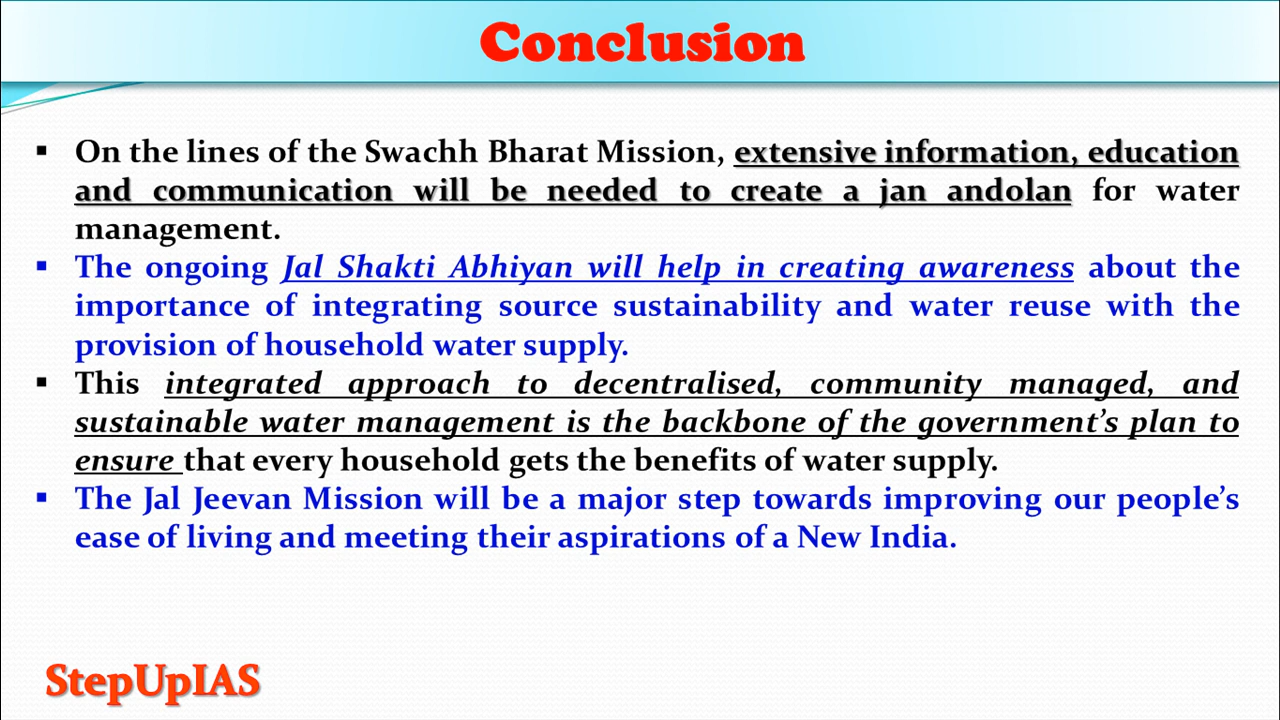 Conclusion
▪ On the lines of the Swachh Bharat Mission, extensive information, education
and communication will be needed to create a jan andolan for water
management.
▪ The ongoing Jal Shakti Abhiyan will help in creating awareness about the
importance of integrating source sustainability and water reuse with the
provision of household water supply.
▪ This integrated approach to decentralised, community managed, and
sustainable water management is the backbone of the government's plan to
ensure that every household gets the benefits of water supply.
▪ The Jal Jeevan Mission will be a major step towards improving our people's
ease of living and meeting their aspirations of a New India.
StepUpIAS